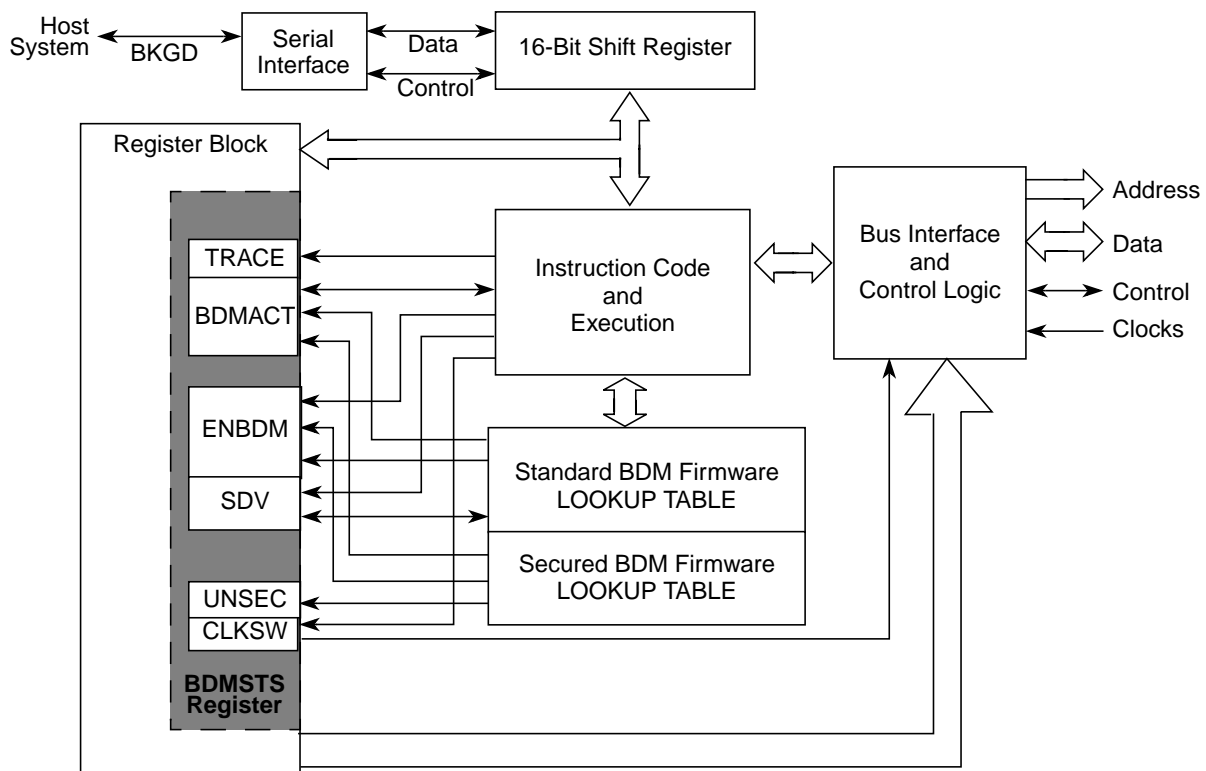 Host
System
BKGD
Serial
Interface
Data
Control
16-Bit Shift Register
Register Block
TRACE
BDMACT
ENBDM
SDV
UNSEC
CLKSW
BDMSTS
Register
Instruction Code
and
Execution
Standard BDM Firmware
LOOKUP TABLE
Secured BDM Firmware
LOOKUP TABLE
Bus Interface
and
Control Logic
Address
Data
Control
Clocks